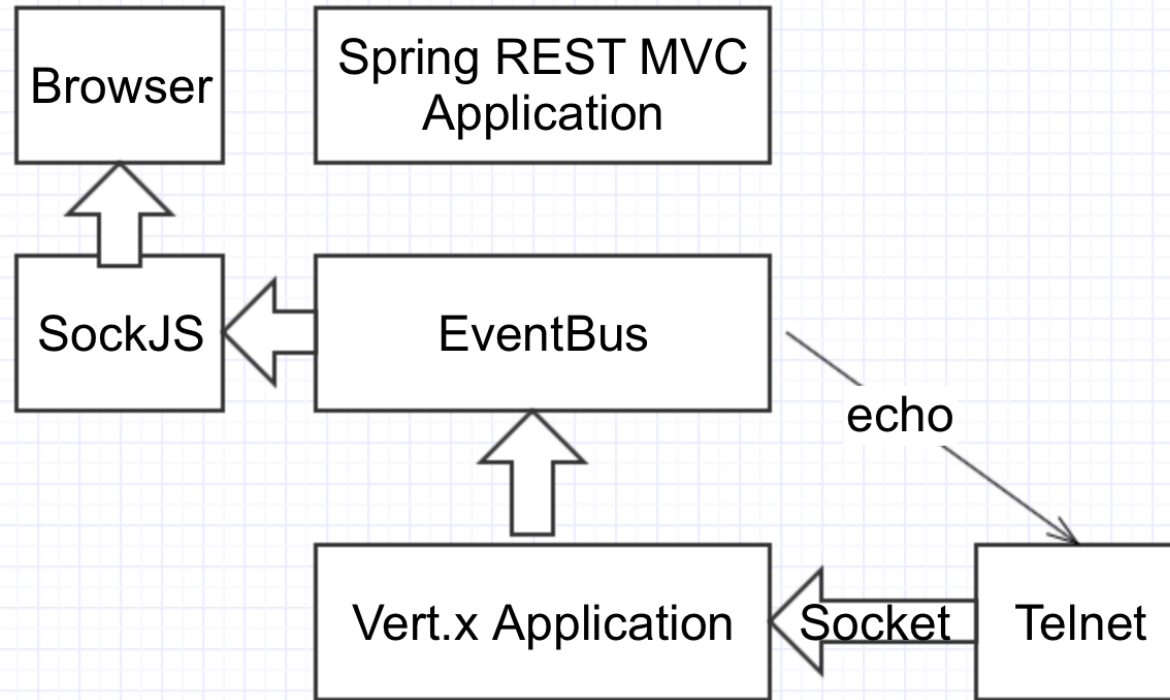 Browser
Spring REST MVC
Application
SockJS
EventBus
echo
Vert.x Application
Socket
Telnet